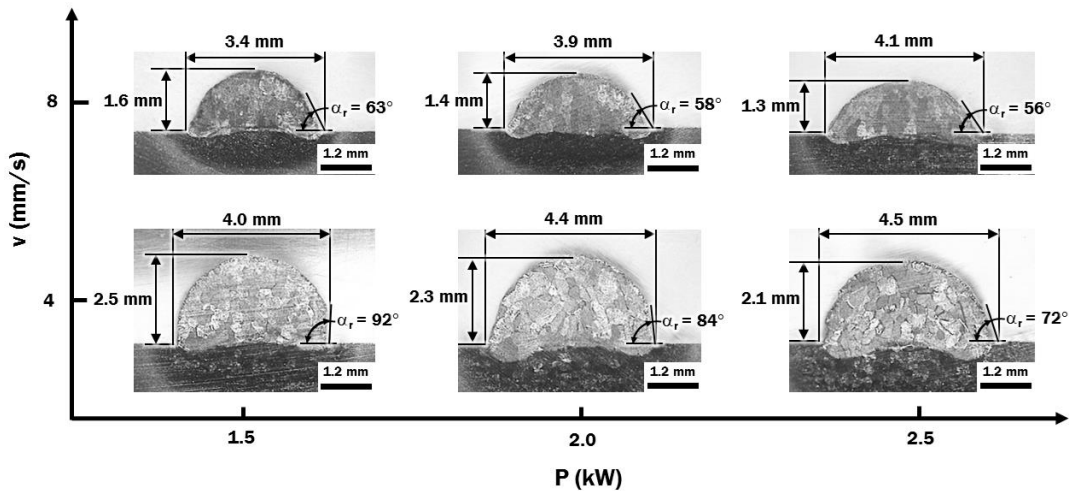 v (mm/s)
8
4
3.4 mm
1.6 mm
αr = 63°
1.2 mm
3.9 mm
1.4 mm
αr = 58°
1.2 mm
4.1 mm
1.3 mm
αr = 56°
1.2 mm
4.0 mm
2.5 mm
αr = 92°
1.2 mm
4.4 mm
2.3 mm
αr = 84°
1.2 mm
4.5 mm
2.1 mm
αr = 72°
1.2 mm
1.5
2.0
2.5
P (kW)